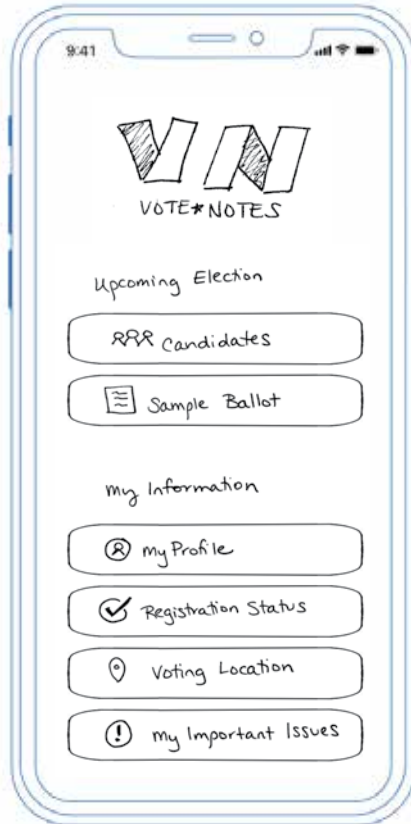 9:41
VN
VOTE★NOTES
Upcoming Election
Candidates
Sample Ballot
My Information
My Profile
Registration Status
Voting Location
My Important Issues